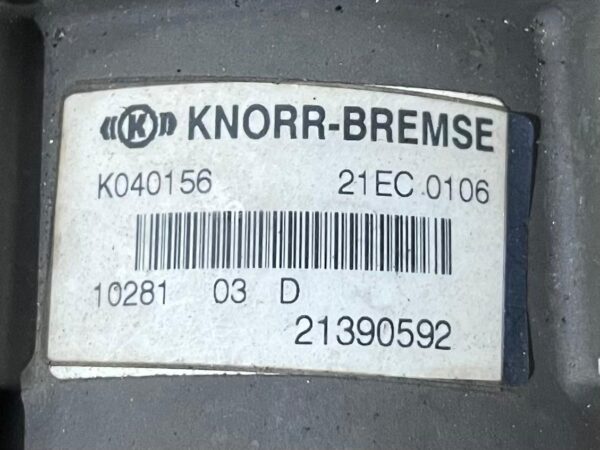 ((K)) KNORR-BREMSE
K040156 21EC.0106
10281 03 D
21390592